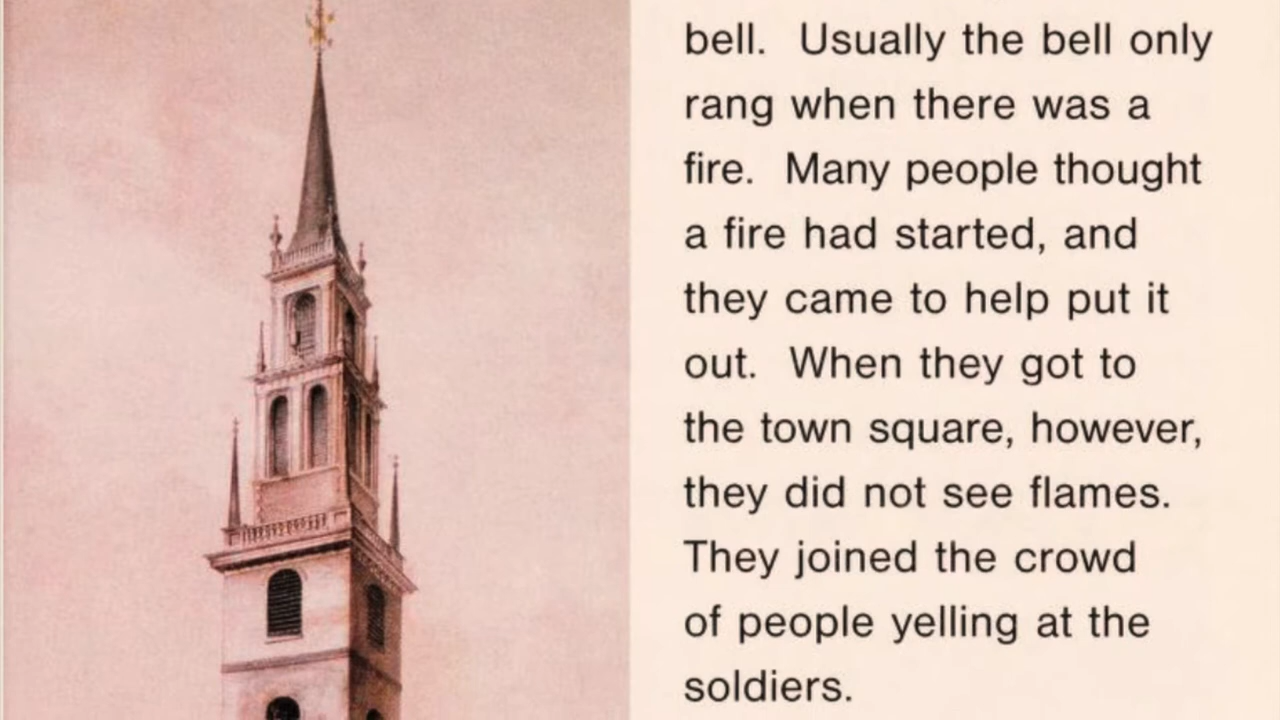 bell.  Usually the bell only
rang when there was a
fire.  Many people thought
a fire had started, and
they came to help put it
out.  When they got to
the town square, however,
they did not see flames.
They joined the crowd
of people yelling at the
soldiers.